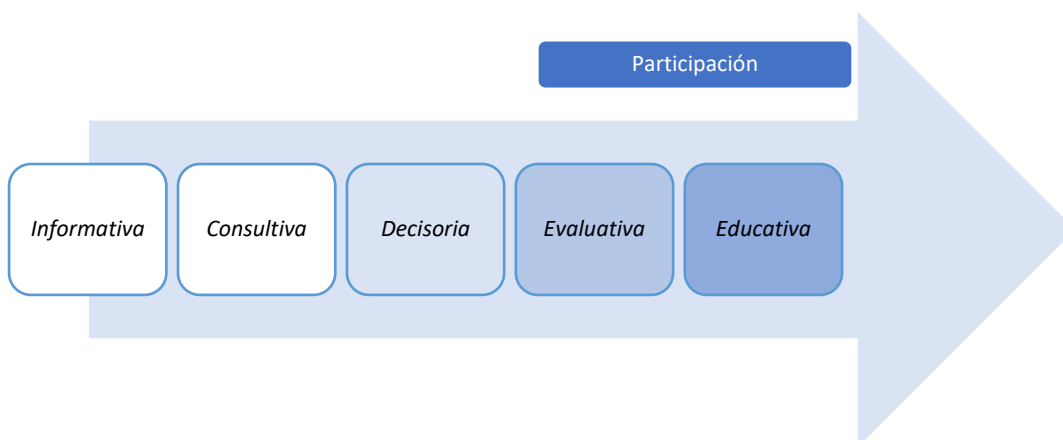 Participación
Informativa
Consultiva
Decisoria
Evaluativa
Educativa